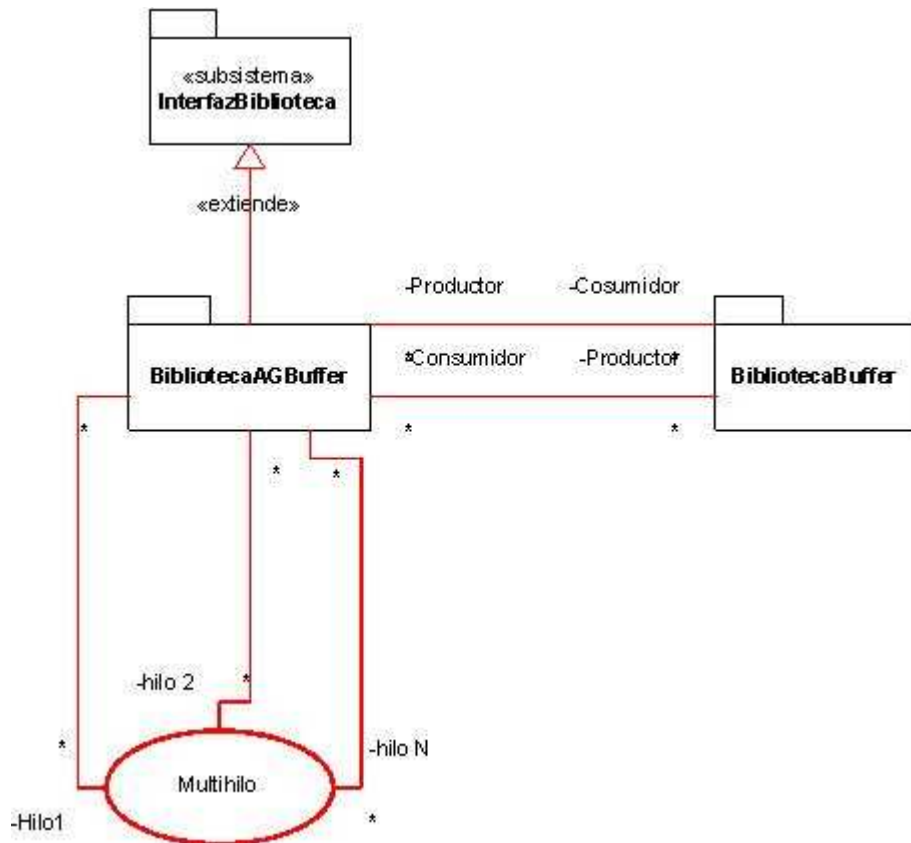 «subsistema»
InterfazBiblioteca
«extiende»
-Productor
-Cosumidor
BibliotecaAGBuffer
*Consumidor
-Productor
*
BibliotecaBuffer
*
*
*
*
*
-hilo 2
*
*
-hilo N
Multihilo
-Hilo1
*